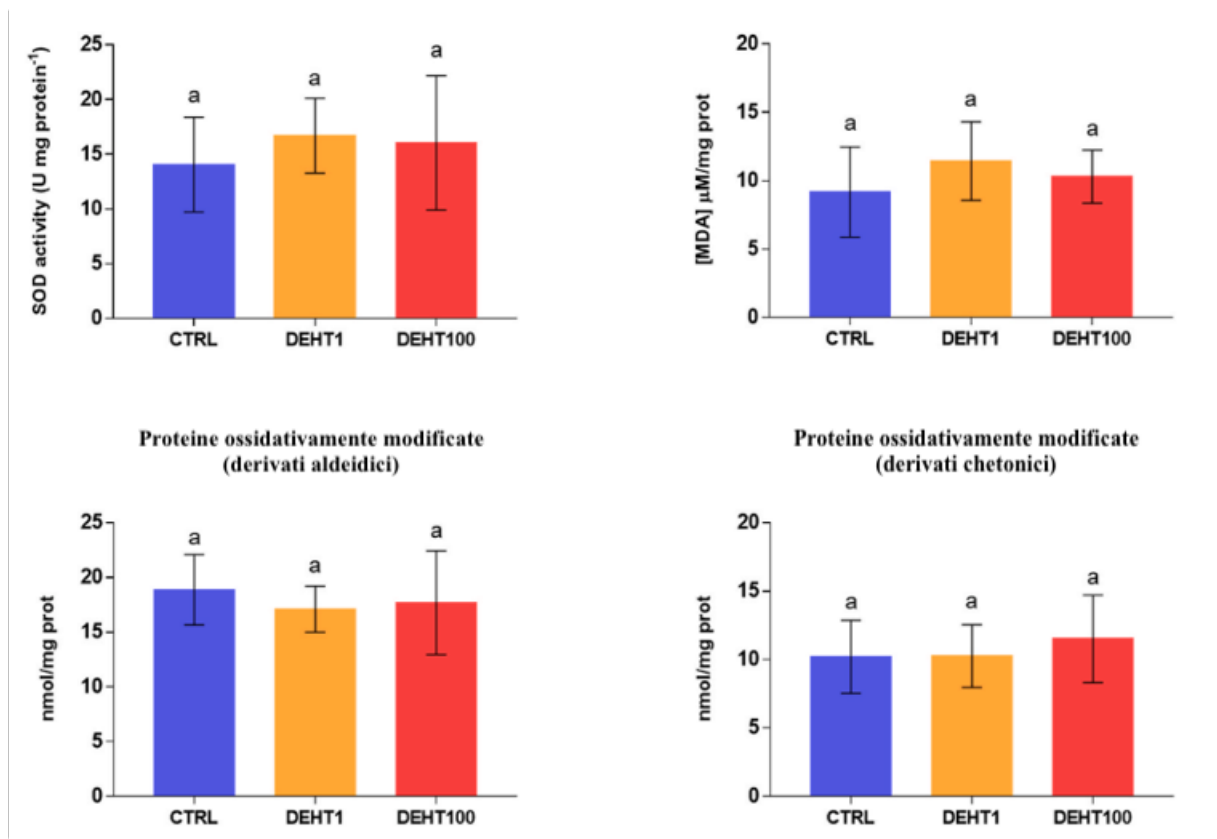 SOD activity (U mg protein⁻¹)
25
20
15
10
5
0
a
a
a
CTRL
DEHT1
DEHT100
[MDA] µM/mg prot
20
15
10
5
0
a
a
a
CTRL
DEHT1
DEHT100
Proteine ossidativamente modificate
(derivati aldeidici)
nmol/mg prot
25
20
15
10
5
0
a
a
a
CTRL
DEHT1
DEHT100
Proteine ossidativamente modificate
(derivati chetonici)
nmol/mg prot
20
15
10
5
0
a
a
a
CTRL
DEHT1
DEHT100